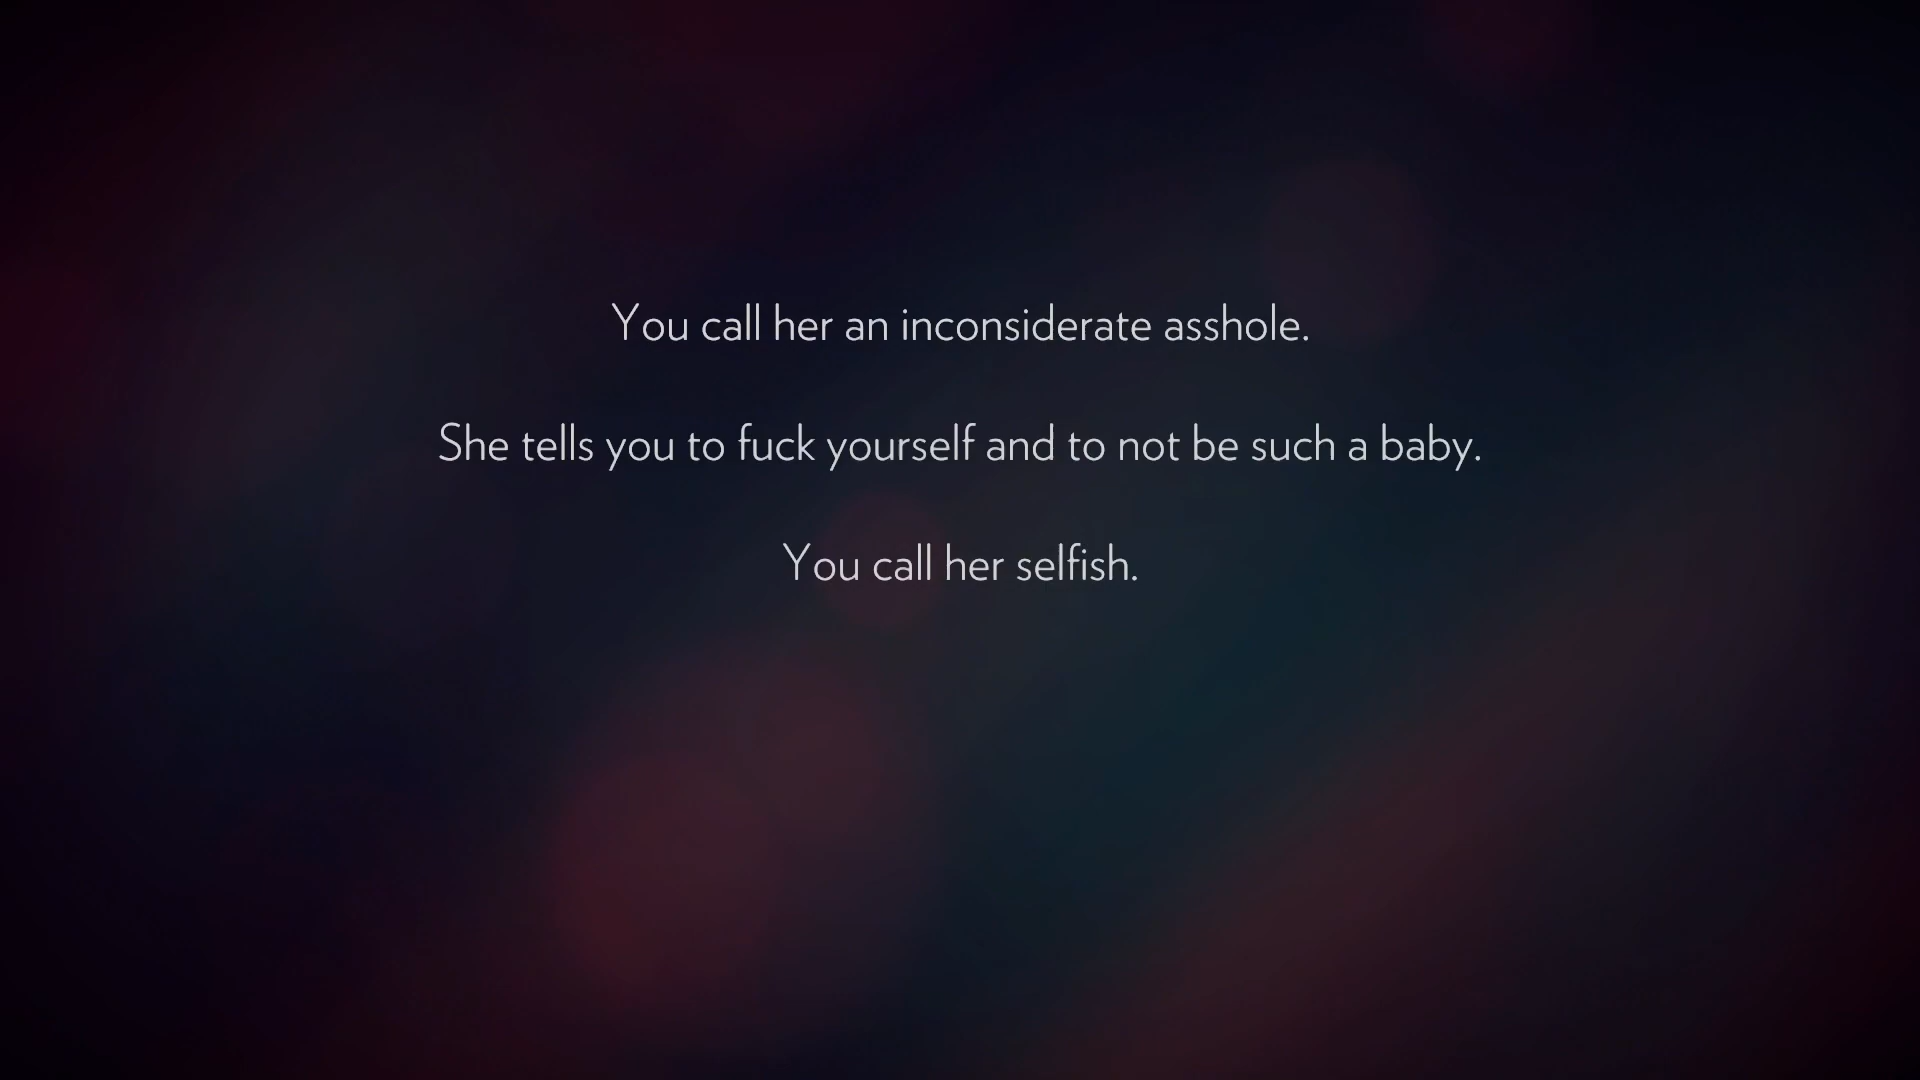 You call her an inconsiderate asshole.
She tells you to fuck yourself and to not be such a baby.
You call her selfish.